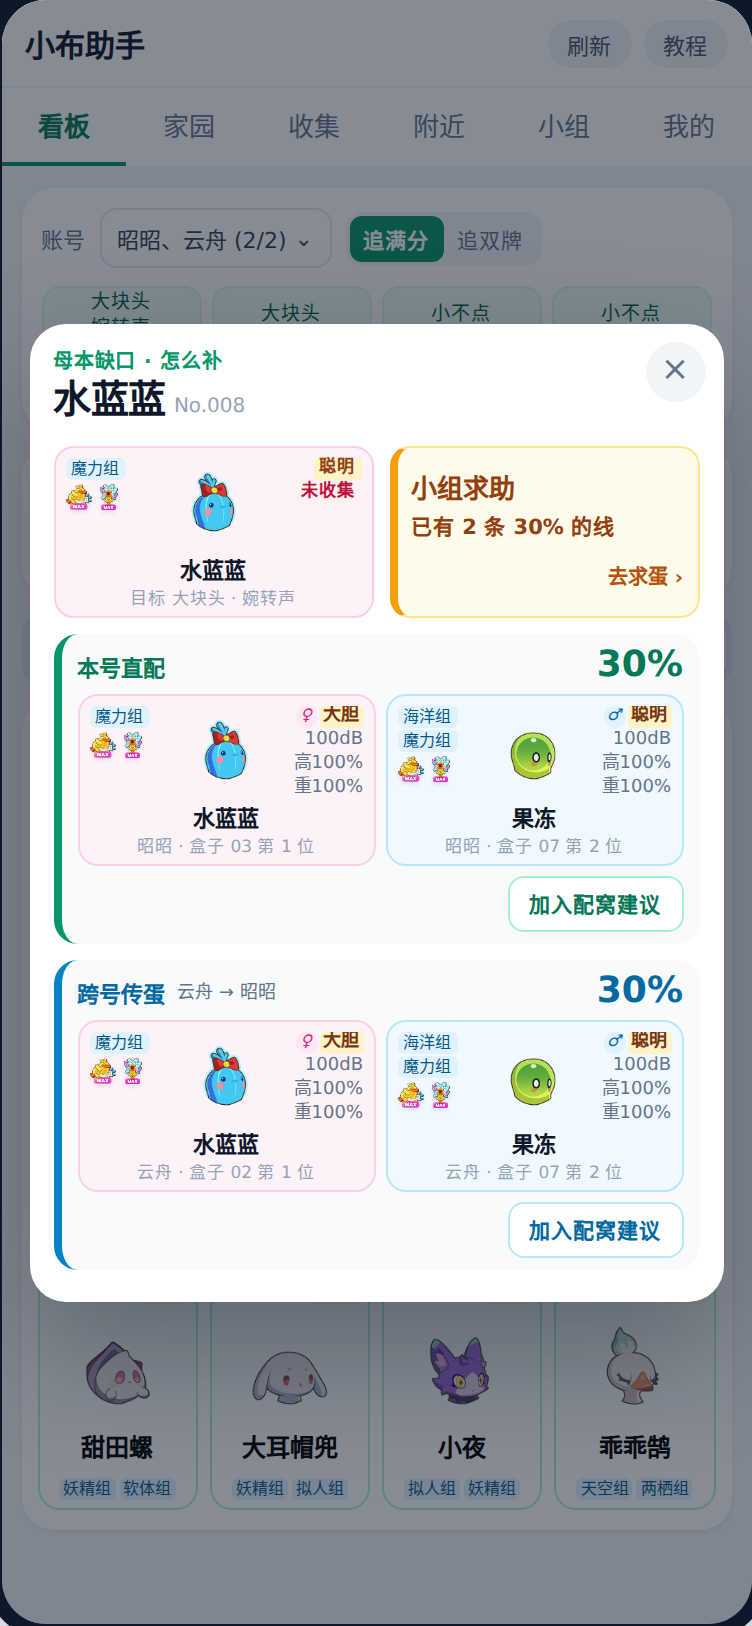 小布助手
刷新
教程
看板
家园
收集
附近
小组
我的
账号
昭昭、云舟 (2/2)
追满分
追双牌
大块头
婉转声
大块头
小不点
小不点
母本缺口 · 怎么补
水蓝蓝 No.008
魔力组
MAX
MAX
聪明
未收集
水蓝蓝
目标 大块头 · 婉转声
小组求助
已有 2 条 30% 的线
去求蛋 ›
本号直配
30%
魔力组
MAX
MAX
♀ 大胆
100dB
高100%
重100%
水蓝蓝
昭昭 · 盒子 03 第 1 位
海洋组
魔力组
MAX
MAX
♂ 聪明
100dB
高100%
重100%
果冻
昭昭 · 盒子 07 第 2 位
加入配窝建议
跨号传蛋 云舟 → 昭昭
30%
魔力组
MAX
MAX
♀ 大胆
100dB
高100%
重100%
水蓝蓝
云舟 · 盒子 02 第 1 位
海洋组
魔力组
MAX
MAX
♂ 聪明
100dB
高100%
重100%
果冻
云舟 · 盒子 07 第 2 位
加入配窝建议
甜田螺
妖精组 软体组
大耳帽兜
妖精组 拟人组
小夜
拟人组 妖精组
乖乖鹄
天空组 两栖组